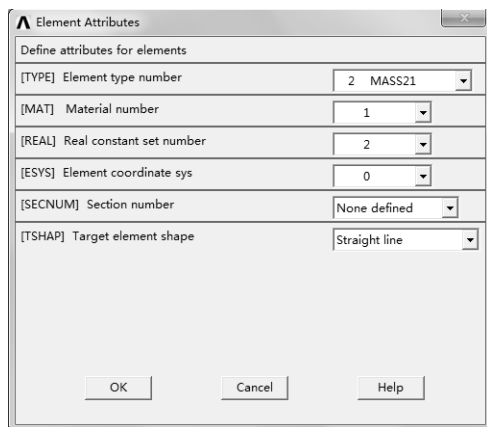 Element Attributes
Define attributes for elements
[TYPE] Element type number 2 MASS21
[MAT] Material number 1
[REAL] Real constant set number 2
[ESYS] Element coordinate sys 0
[SECNUM] Section number None defined
[TSHAP] Target element shape Straight line
OK Cancel Help